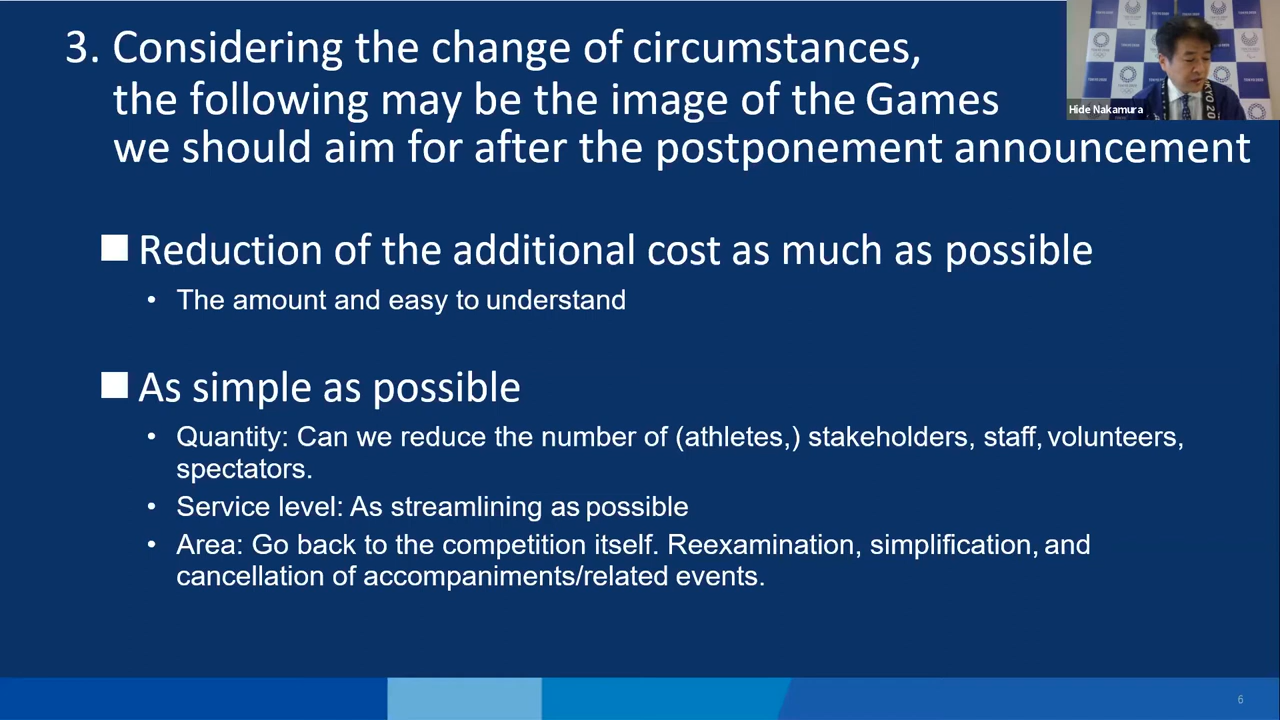 3. Considering the change of circumstances,
the following may be the image of the Games
we should aim for after the postponement announcement
Hide Nakamura
■ Reduction of the additional cost as much as possible
• The amount and easy to understand
■ As simple as possible
• Quantity: Can we reduce the number of (athletes,) stakeholders, staff, volunteers,
spectators.
• Service level: As streamlining as possible
• Area: Go back to the competition itself. Reexamination, simplification, and
cancellation of accompaniments/related events.
6